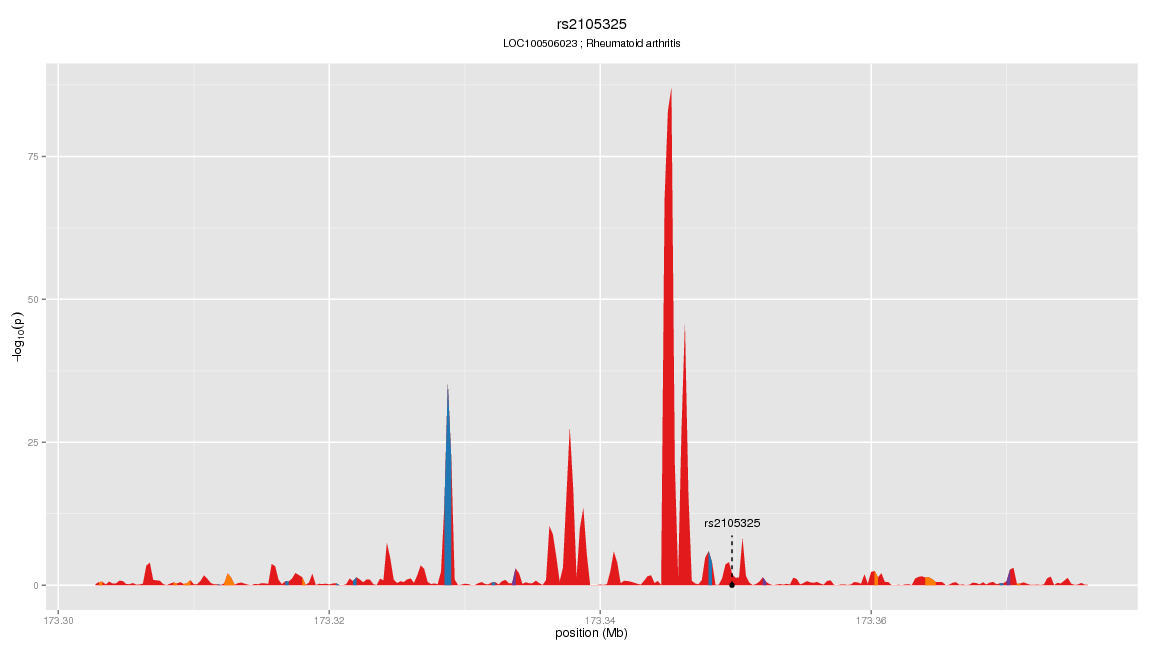 rs2105325
LOC100506023 ; Rheumatoid arthritis
75
50
25
0
−log10(p)
rs2105325
173.30
173.32
173.34
173.36
position (Mb)